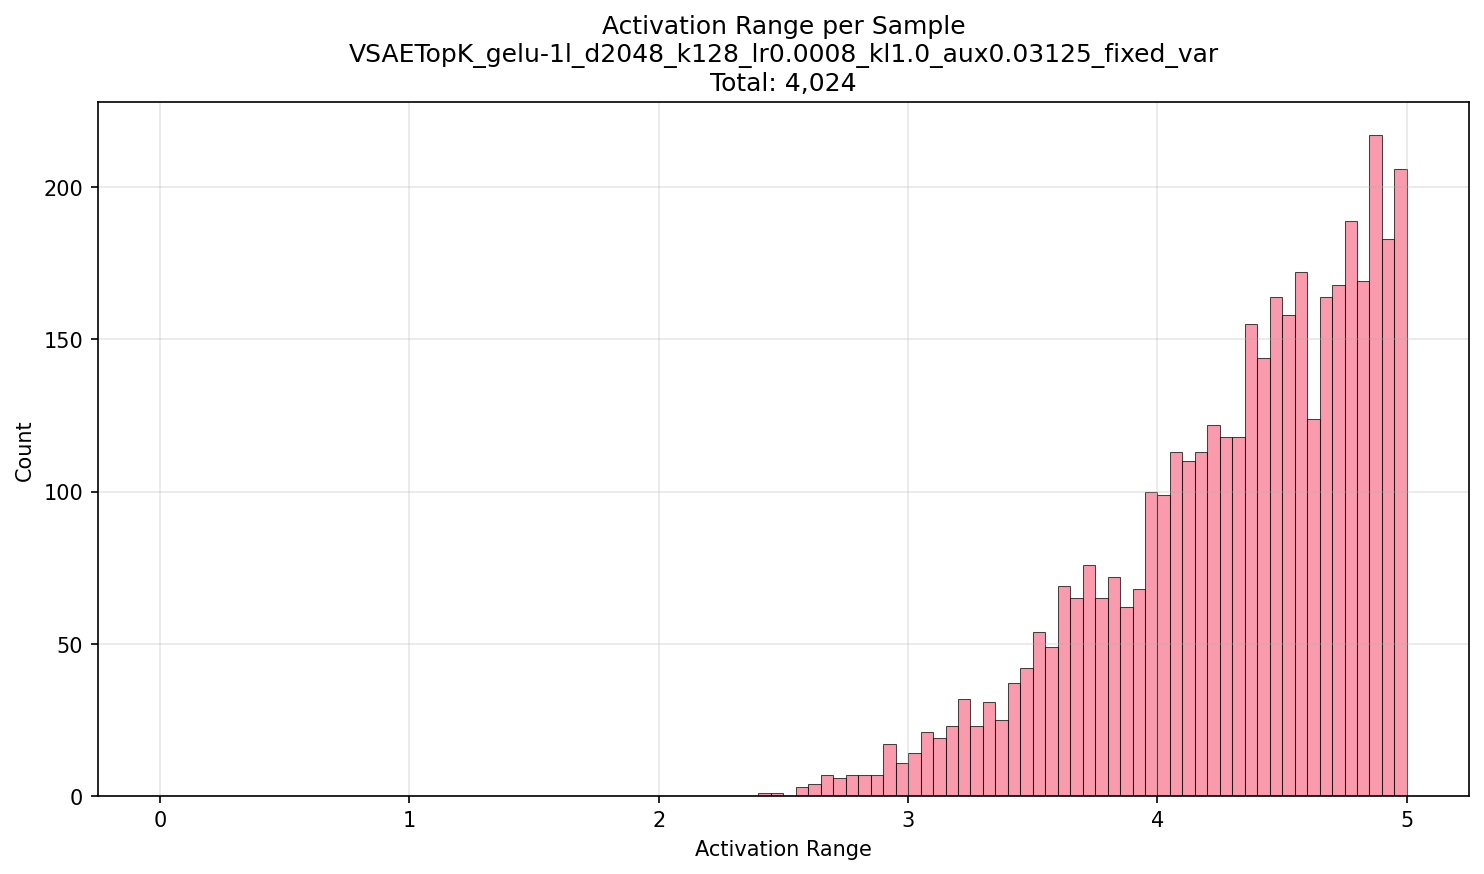 Activation Range per Sample
VSAETopK_gelu-1l_d2048_k128_lr0.0008_kl1.0_aux0.03125_fixed_var
Total: 4,024
200
150
100
50
0
Count
0 1 2 3 4 5
Activation Range